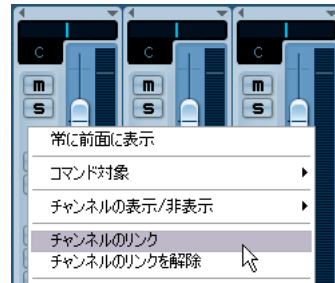 C C C
m m m
S S S
常に前面に表示
コマンド対象
チャンネルの表示/非表示
チャンネルのリンク
チャンネルのリンクを解除